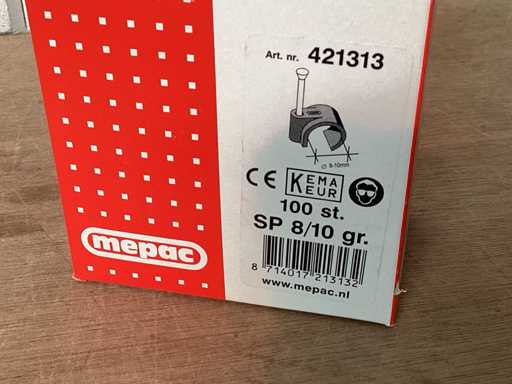 Art. nr. 421313
Ø 8-10mm
CE KEMA KEUR
100 st.
SP 8/10 gr.
mepac
8 714017 213132
www.mepac.nl